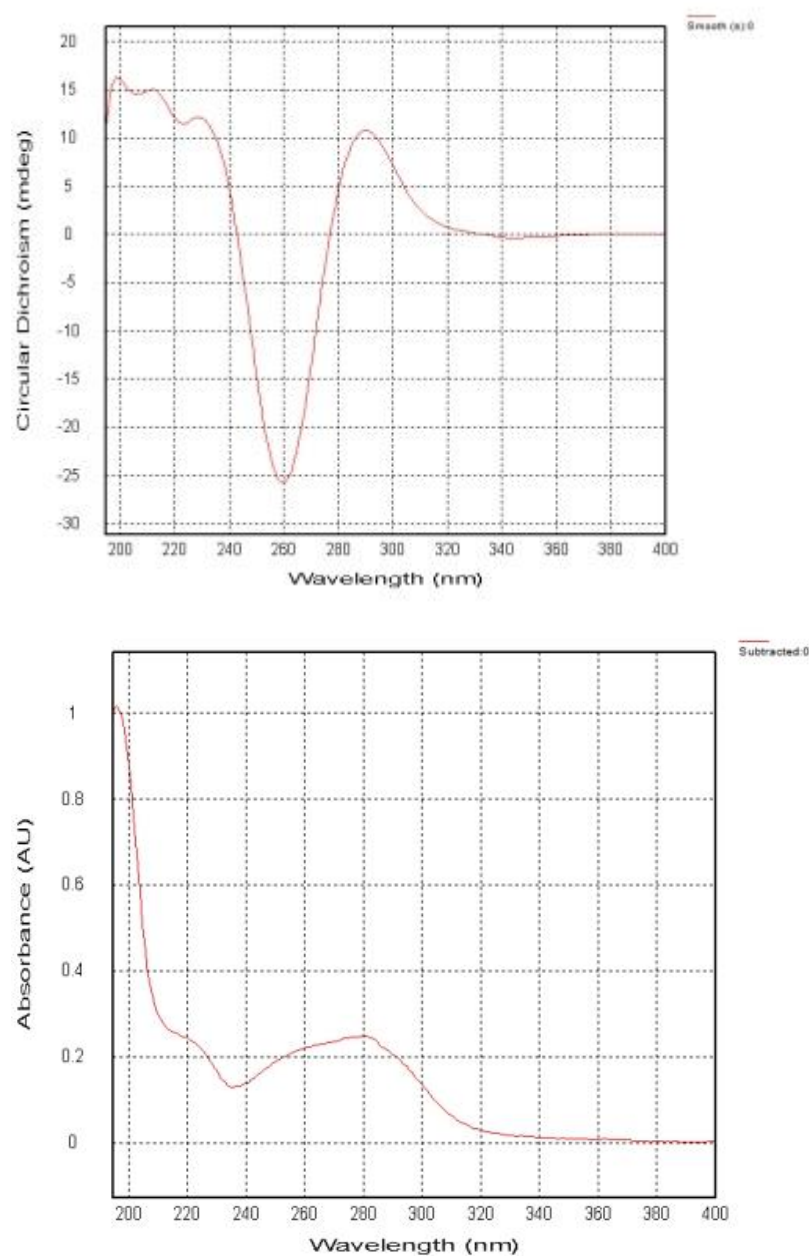 Smooth (s):0
20
15
10
5
0
-5
-10
-15
-20
-25
-30
Circular Dichroism (mdeg)
200 220 240 260 280 300 320 340 360 380 400
Wavelength (nm)
Subtracted:0
1
0.8
0.6
0.4
0.2
0
Absorbance (AU)
200 220 240 260 280 300 320 340 360 380 400
Wavelength (nm)